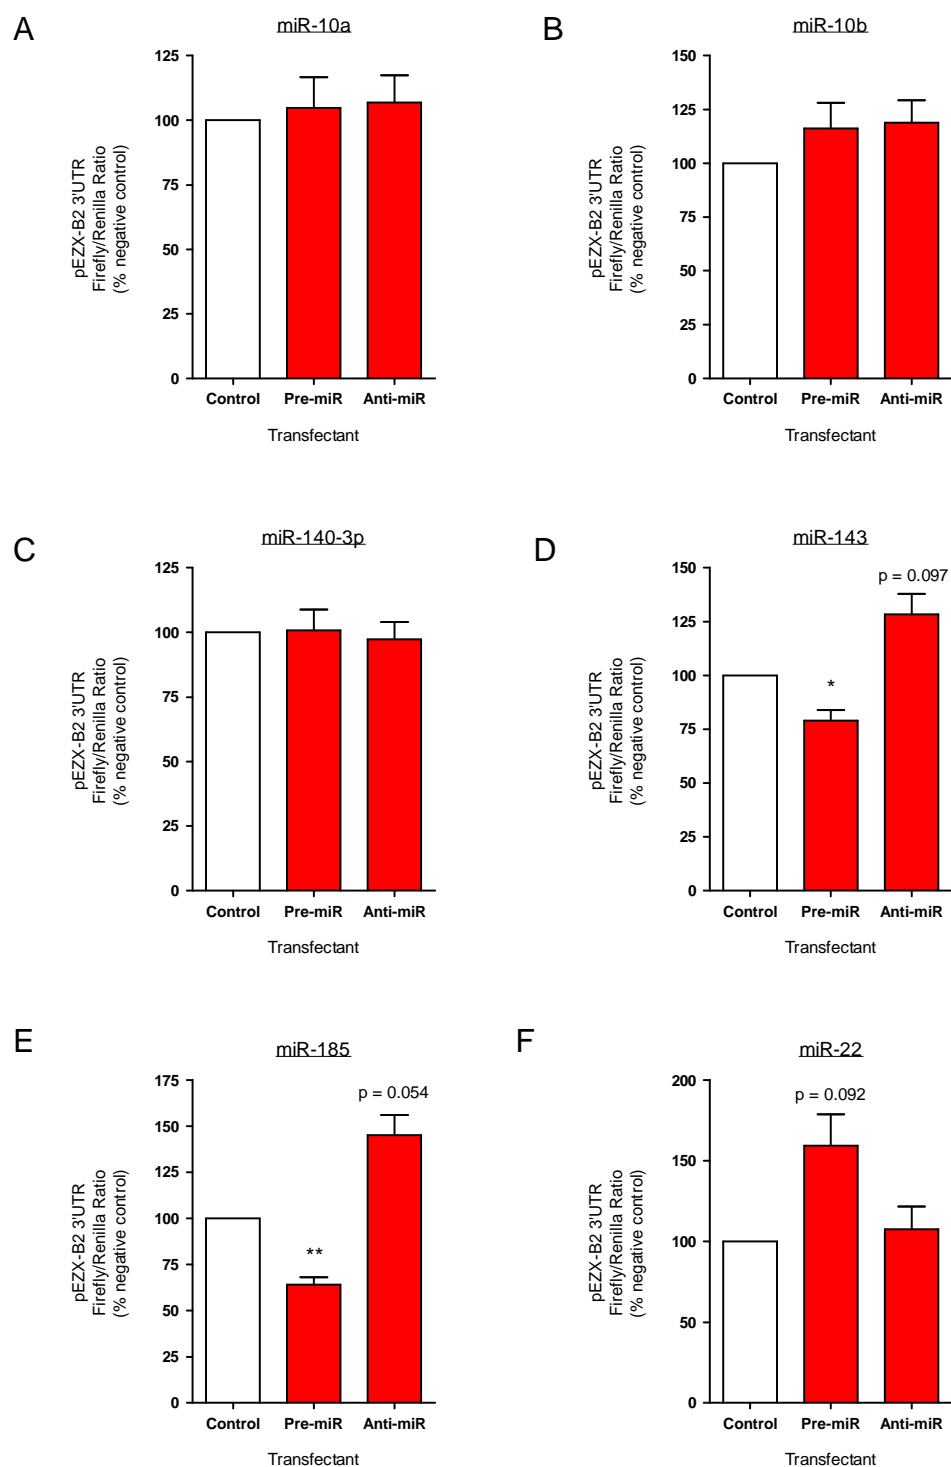 A
miR-10a
pEZX-B2 3'UTR
Firefly/Renilla Ratio
(% negative control)
125
100
75
50
25
0
Control Pre-miR Anti-miR
Transfectant
B
miR-10b
pEZX-B2 3'UTR
Firefly/Renilla Ratio
(% negative control)
150
125
100
75
50
25
0
Control Pre-miR Anti-miR
Transfectant
C
miR-140-3p
pEZX-B2 3'UTR
Firefly/Renilla Ratio
(% negative control)
125
100
75
50
25
0
Control Pre-miR Anti-miR
Transfectant
D
miR-143
pEZX-B2 3'UTR
Firefly/Renilla Ratio
(% negative control)
150
125
100
75
50
25
0
p = 0.097
*
Control Pre-miR Anti-miR
Transfectant
E
miR-185
pEZX-B2 3'UTR
Firefly/Renilla Ratio
(% negative control)
175
150
125
100
75
50
25
0
p = 0.054
**
Control Pre-miR Anti-miR
Transfectant
F
miR-22
pEZX-B2 3'UTR
Firefly/Renilla Ratio
(% negative control)
200
150
100
50
0
p = 0.092
Control Pre-miR Anti-miR
Transfectant